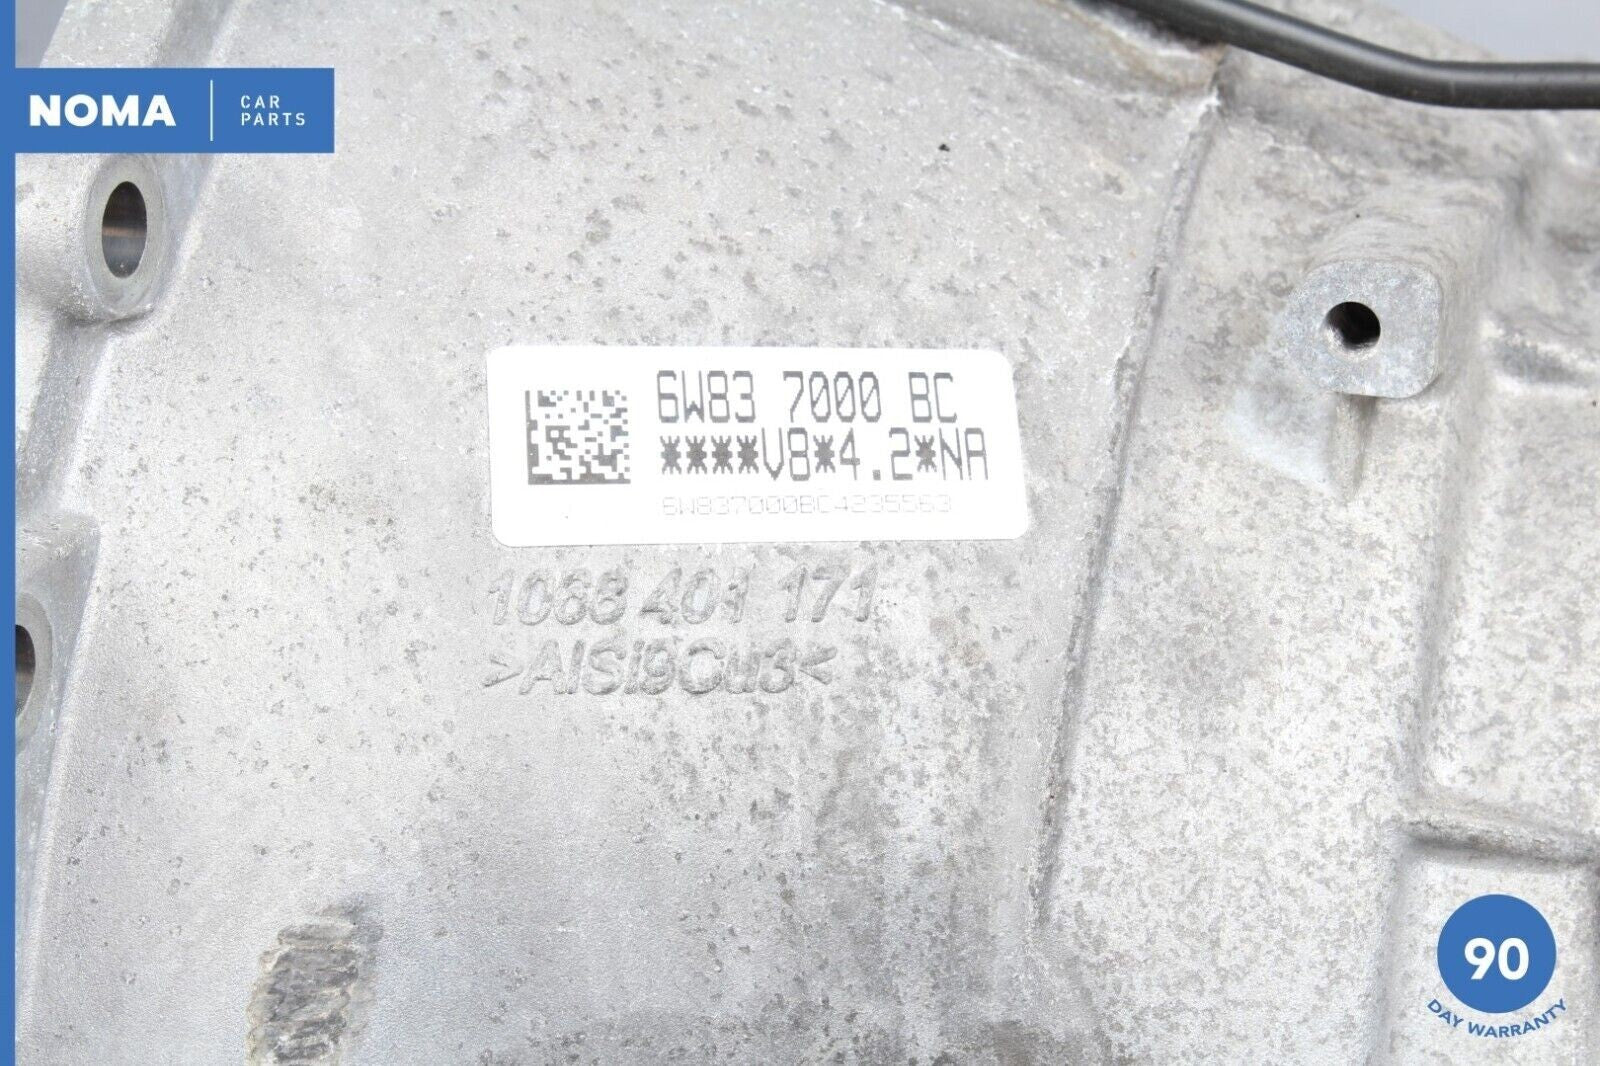 NOMA
CAR
PARTS
6W83 7000 BC
****V8*4.2*NA
6W837000BC4235563
1068 401 171
>AlSi9Cu3<
90
DAY WARRANTY